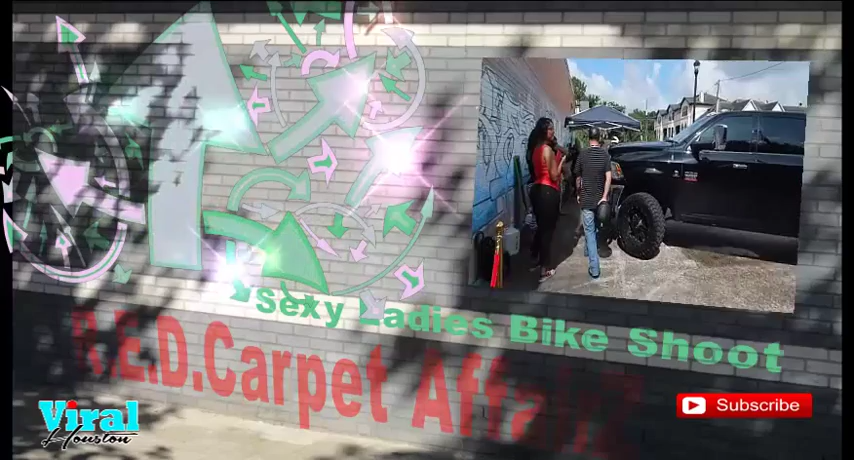 Sexy Ladies Bike Shoot
R.E.D.Carpet Affair
Viral
Houston
Subscribe